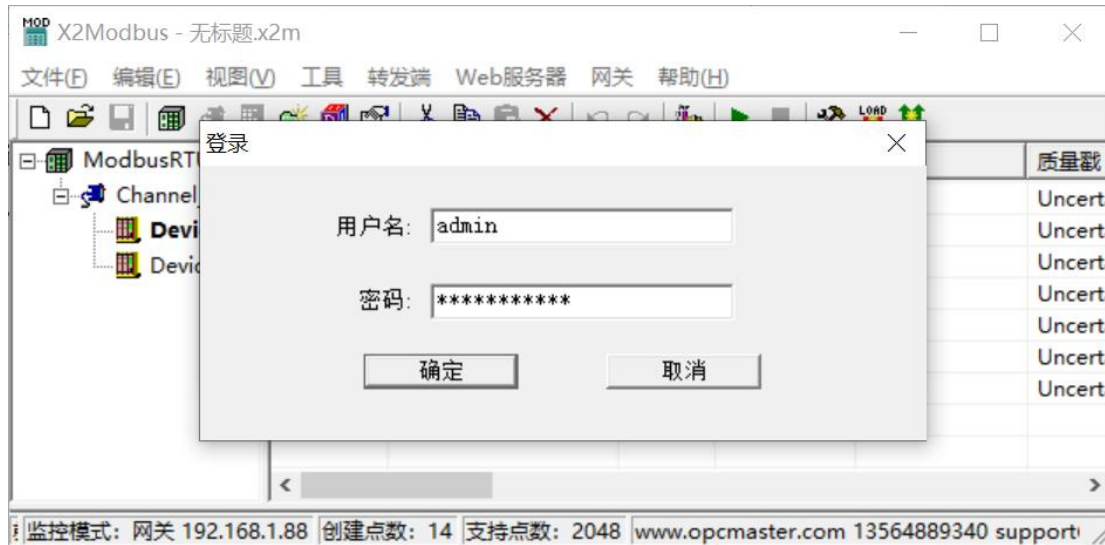 MOD X2Modbus - 无标题.x2m
文件(F) 编辑(E) 视图(V) 工具 转发端 Web服务器 网关 帮助(H)
LOAD
登录
ModbusRT
质量戳
Channel
Uncert
用户名: admin
Devi
Uncert
Devic
Uncert
密码: ***********
Uncert
Uncert
确定 取消
Uncert
Uncert
监控模式: 网关 192.168.1.88 创建点数: 14 支持点数: 2048 www.opcmaster.com 13564889340 support